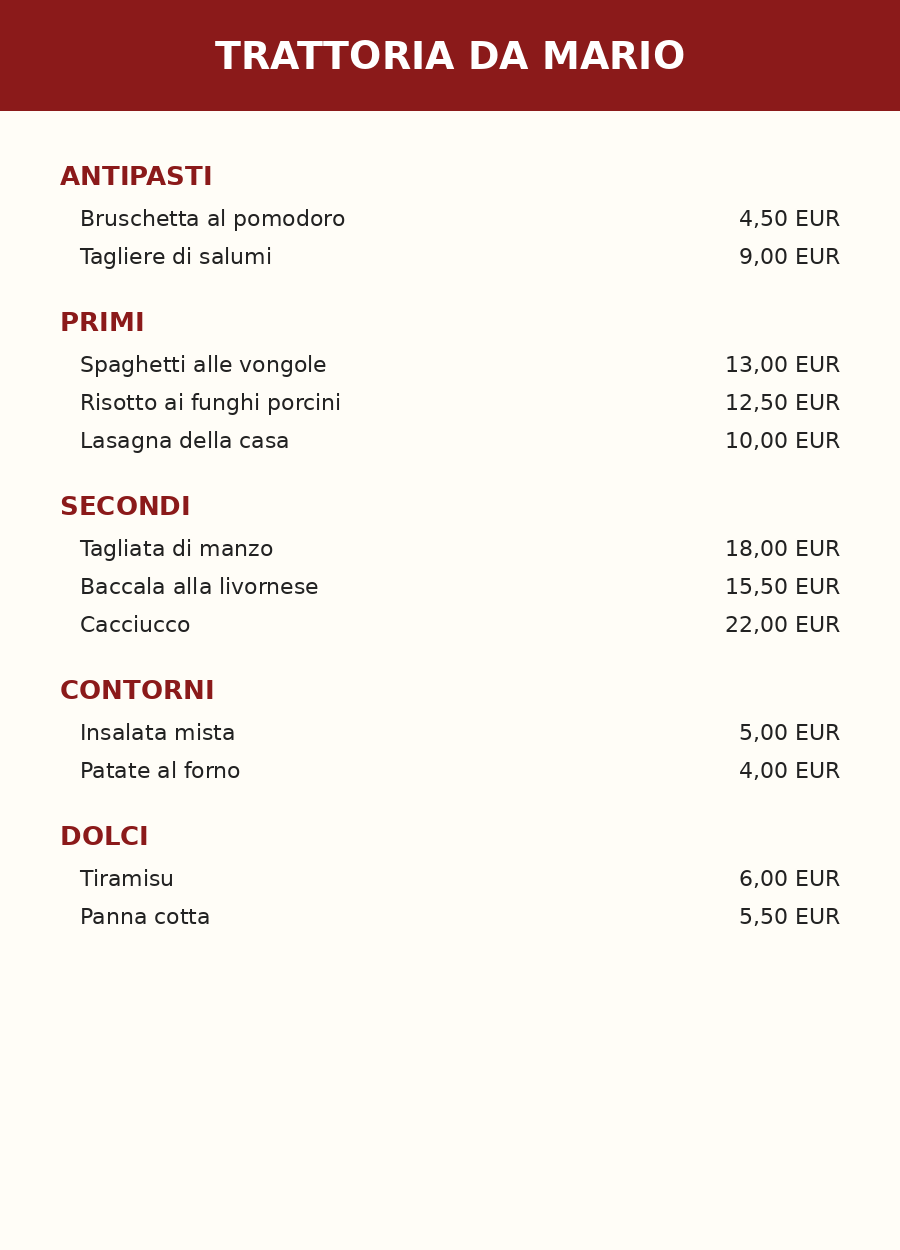 TRATTORIA DA MARIO
ANTIPASTI
Bruschetta al pomodoro 4,50 EUR
Tagliere di salumi 9,00 EUR
PRIMI
Spaghetti alle vongole 13,00 EUR
Risotto ai funghi porcini 12,50 EUR
Lasagna della casa 10,00 EUR
SECONDI
Tagliata di manzo 18,00 EUR
Baccala alla livornese 15,50 EUR
Cacciucco 22,00 EUR
CONTORNI
Insalata mista 5,00 EUR
Patate al forno 4,00 EUR
DOLCI
Tiramisu 6,00 EUR
Panna cotta 5,50 EUR